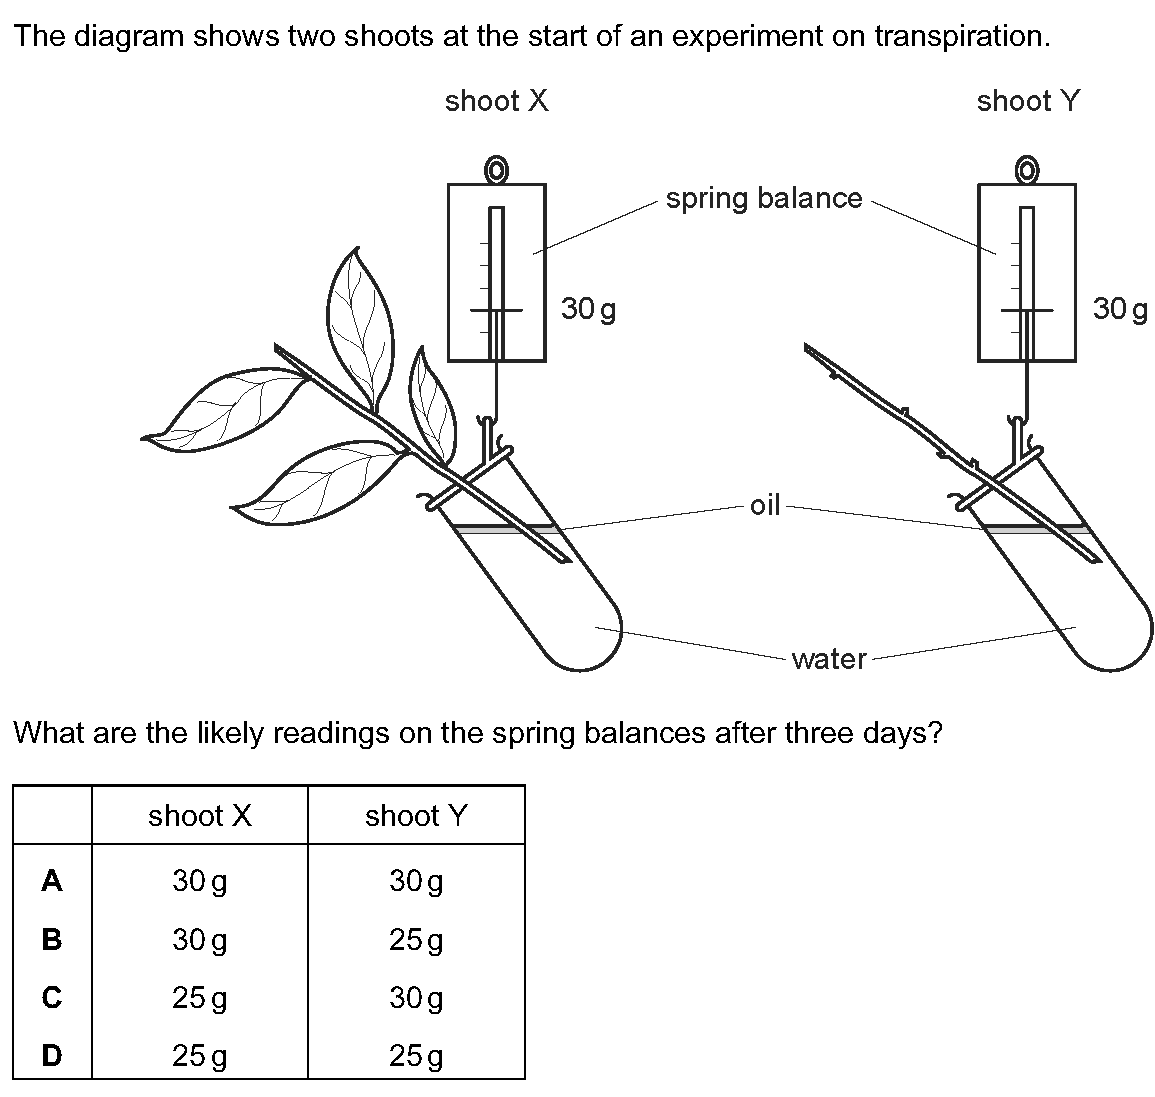 The diagram shows two shoots at the start of an experiment on transpiration.
shoot X
shoot Y
spring balance
30 g
30 g
oil
water
What are the likely readings on the spring balances after three days?
shoot X shoot Y
A 30 g 30 g
B 30 g 25 g
C 25 g 30 g
D 25 g 25 g